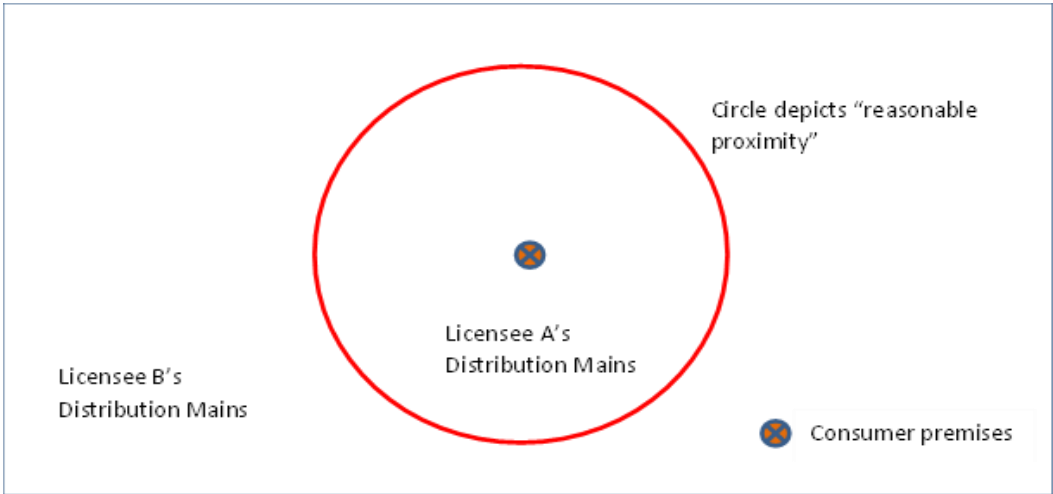 Circle depicts “reasonable
proximity”
Licensee A’s
Distribution Mains
Licensee B’s
Distribution Mains
Consumer premises